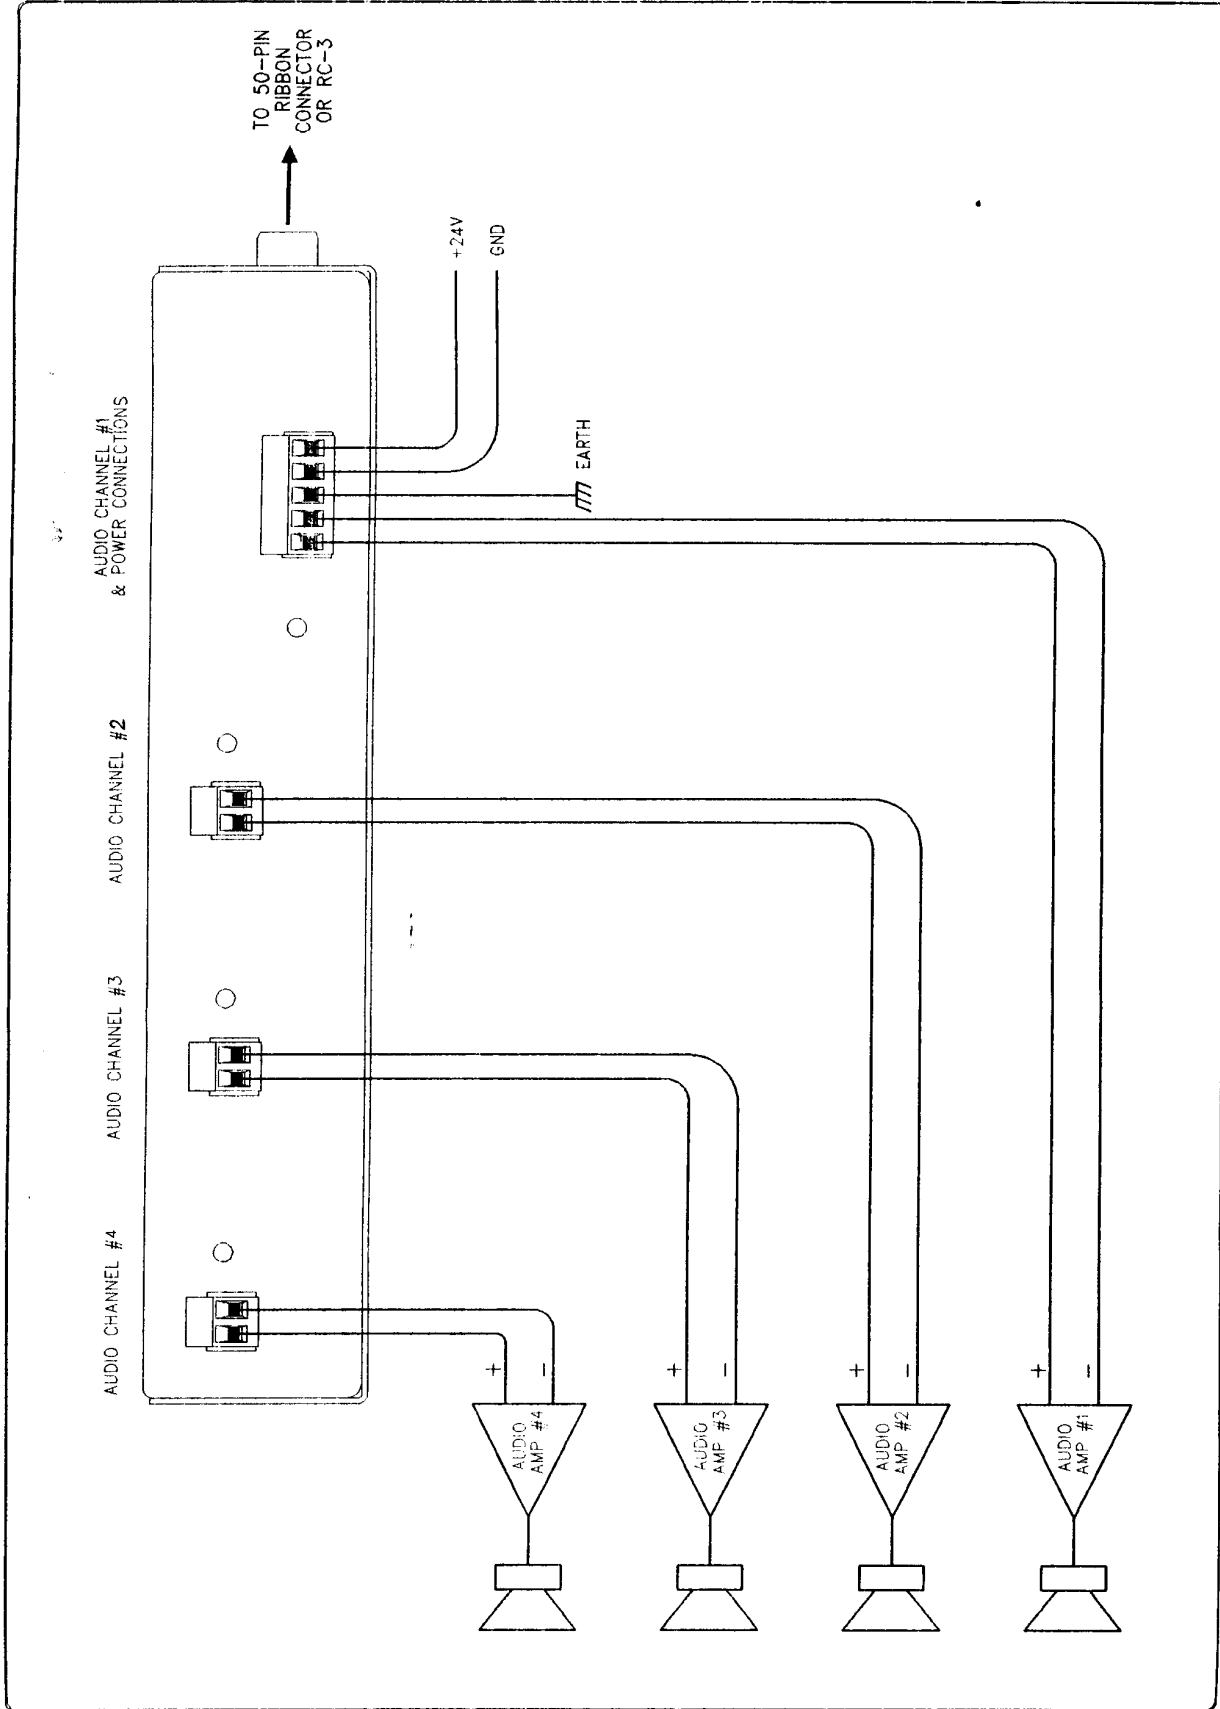 TO 50-PIN
RIBBON
CONNECTOR
OR RC-3
AUDIO CHANNEL #4
AUDIO CHANNEL #3
AUDIO CHANNEL #2
AUDIO CHANNEL #1
& POWER CONNECTIONS
+24V
GND
EARTH
+
-
AUDIO
AMP #4
+
-
AUDIO
AMP #3
+
-
AUDIO
AMP #2
+
-
AUDIO
AMP #1